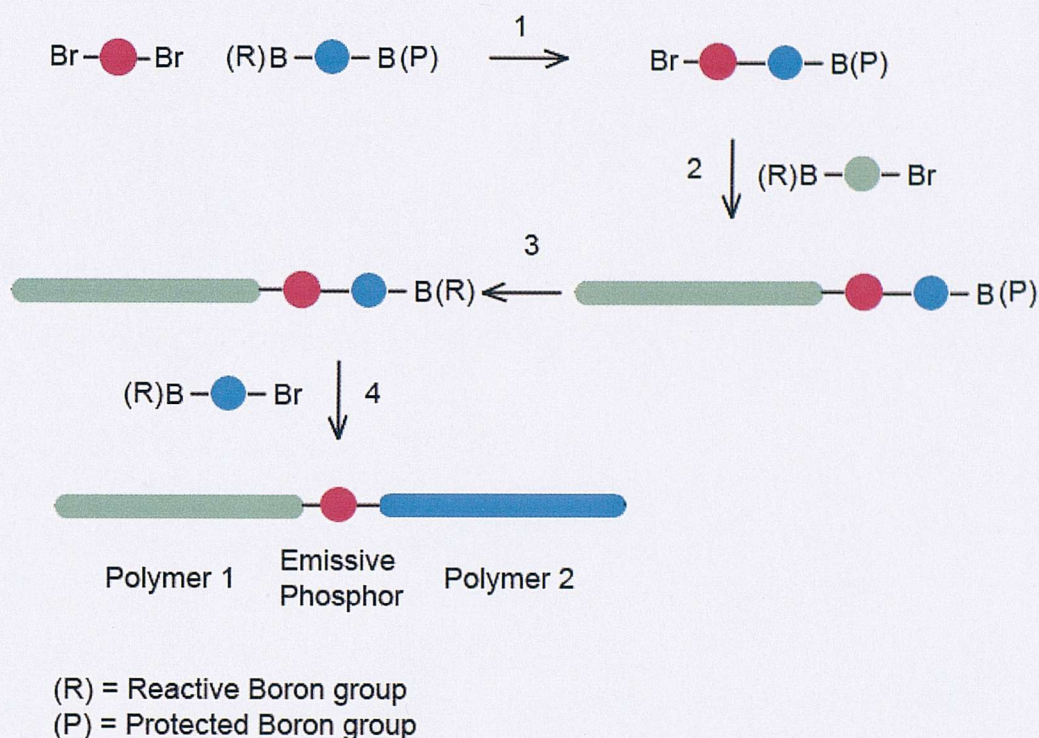 1
Br Br (R)B B(P) Br B(P)
2 (R)B Br
3
B(R) B(P)
(R)B Br 4
Polymer 1 Emissive Phosphor Polymer 2
(R) = Reactive Boron group
(P) = Protected Boron group